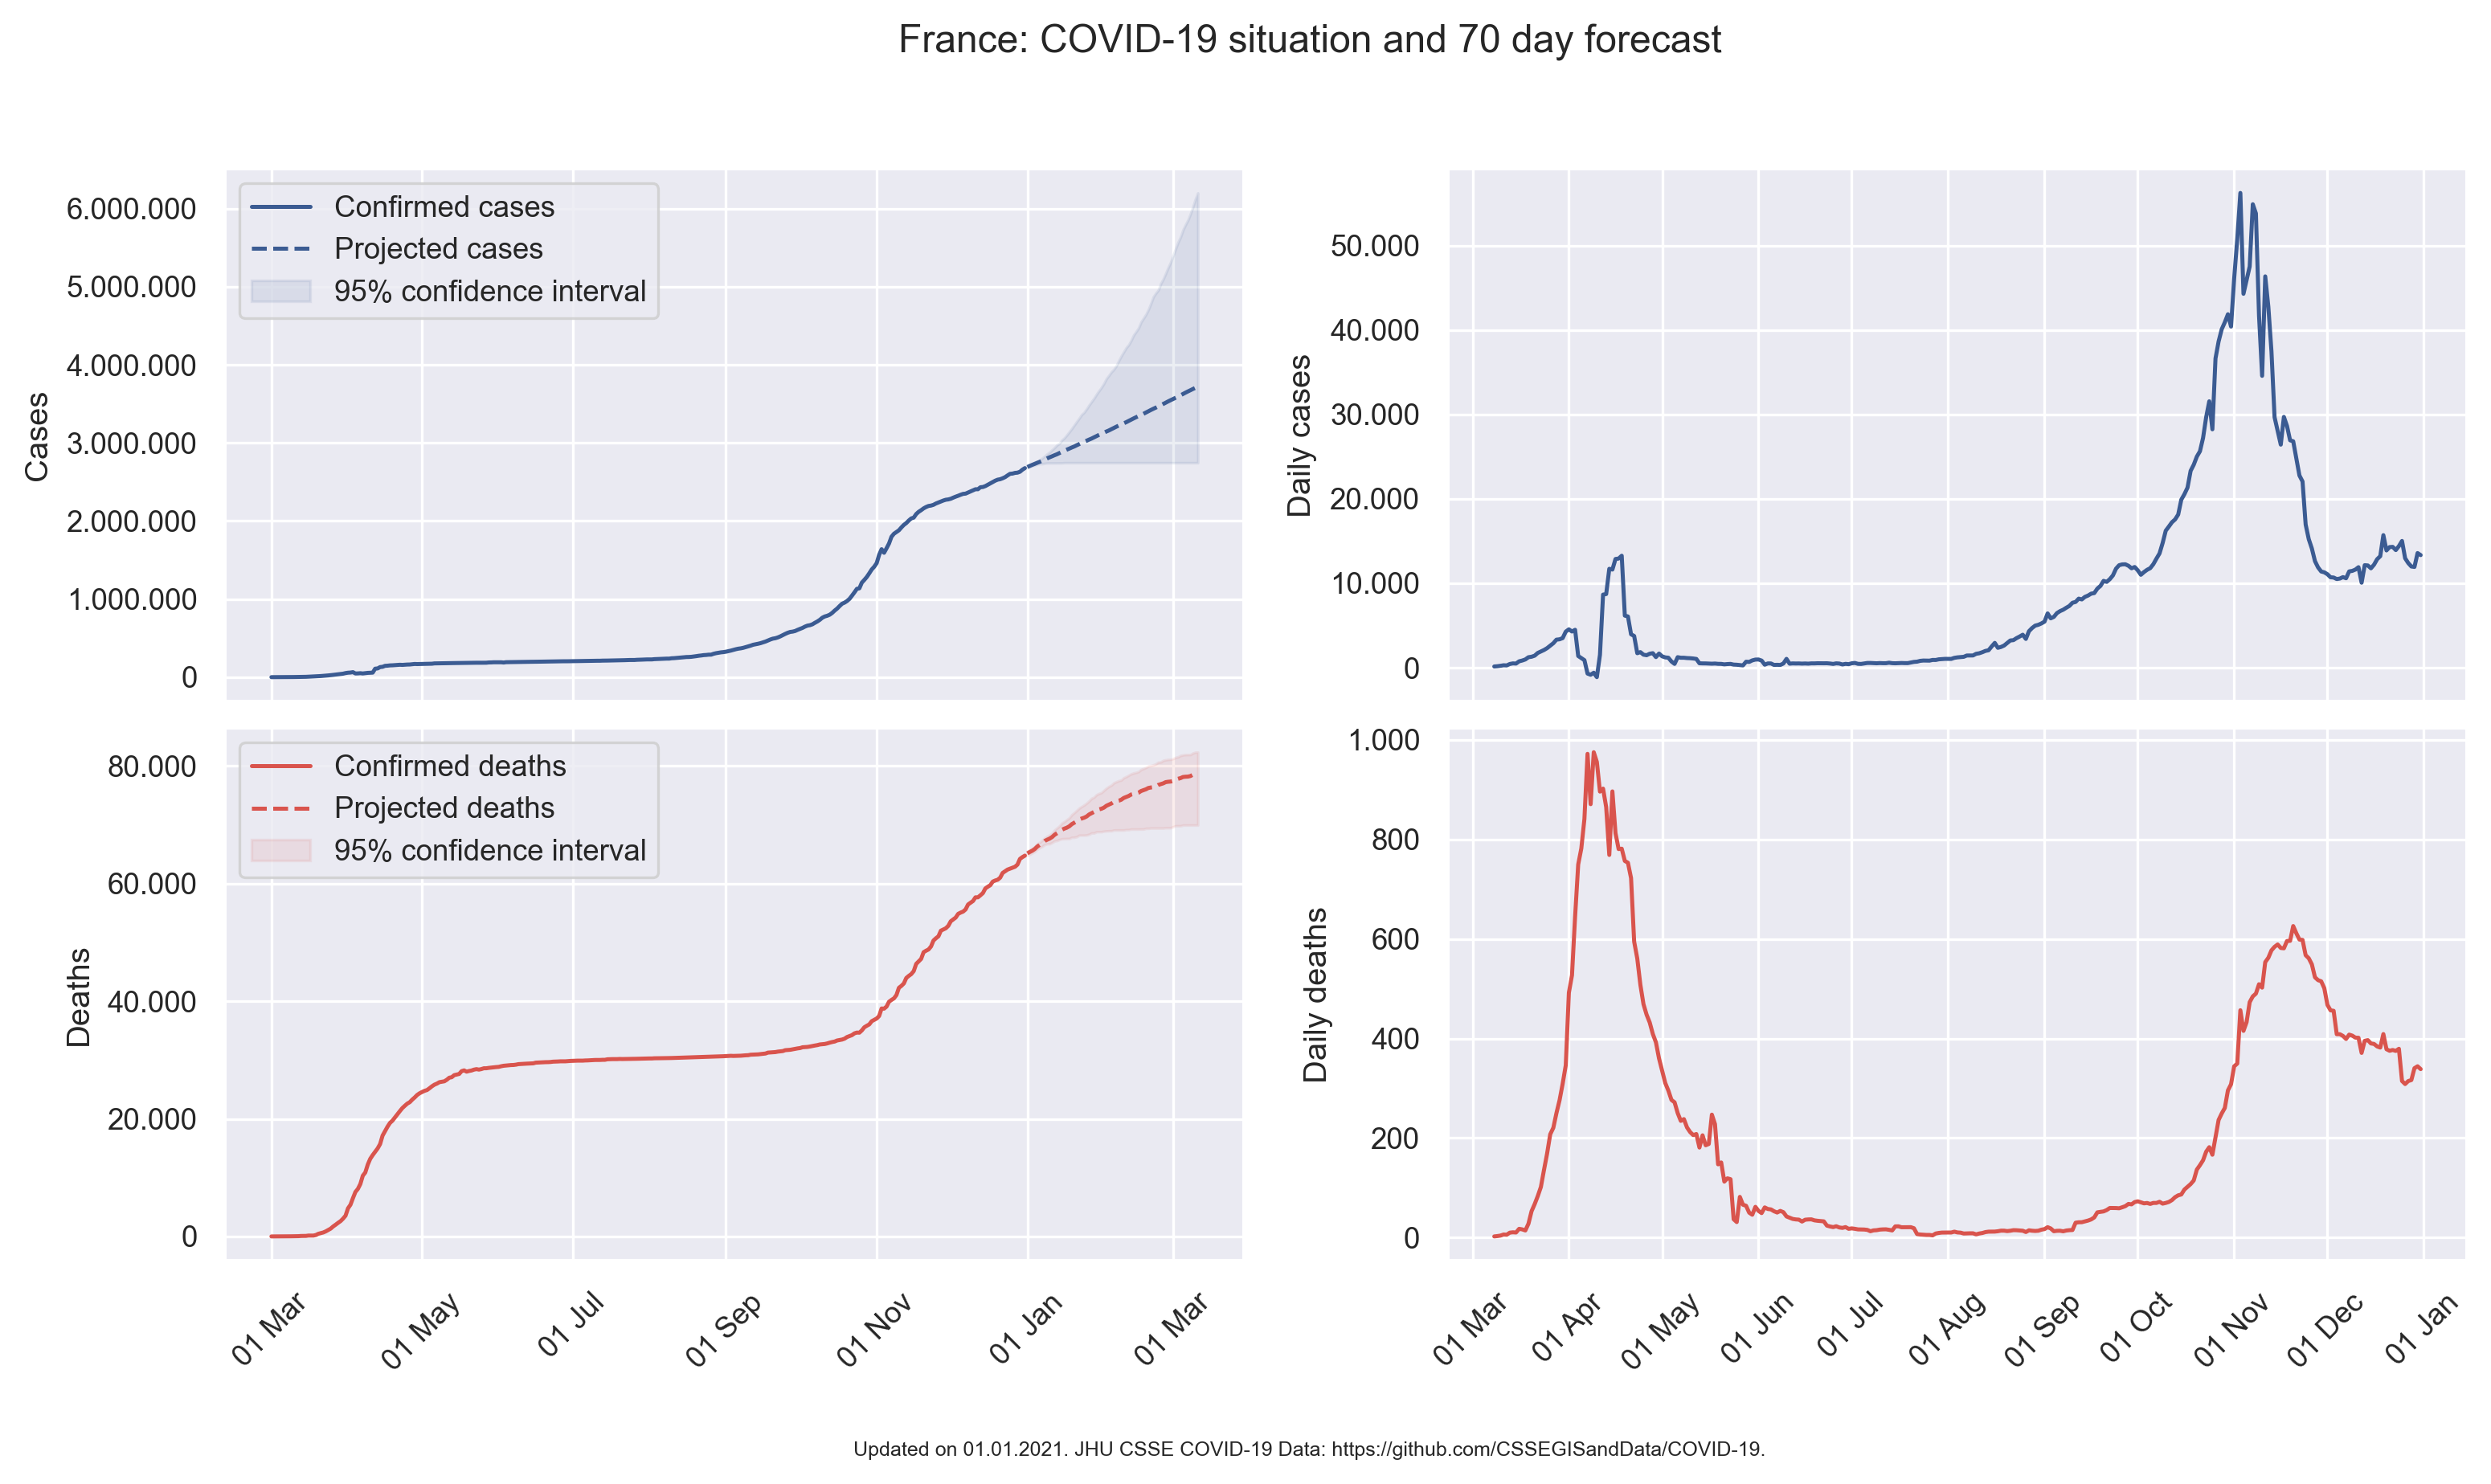 France: COVID-19 situation and 70 day forecast
Cases
6.000.000
5.000.000
4.000.000
3.000.000
2.000.000
1.000.000
0
Confirmed cases
Projected cases
95% confidence interval
Daily cases
50.000
40.000
30.000
20.000
10.000
0
Deaths
80.000
60.000
40.000
20.000
0
Confirmed deaths
Projected deaths
95% confidence interval
01 Mar
01 May
01 Jul
01 Sep
01 Nov
01 Jan
01 Mar
Daily deaths
1.000
800
600
400
200
0
01 Mar
01 Apr
01 May
01 Jun
01 Jul
01 Aug
01 Sep
01 Oct
01 Nov
01 Dec
01 Jan
Updated on 01.01.2021. JHU CSSE COVID-19 Data: https://github.com/CSSEGISandData/COVID-19.